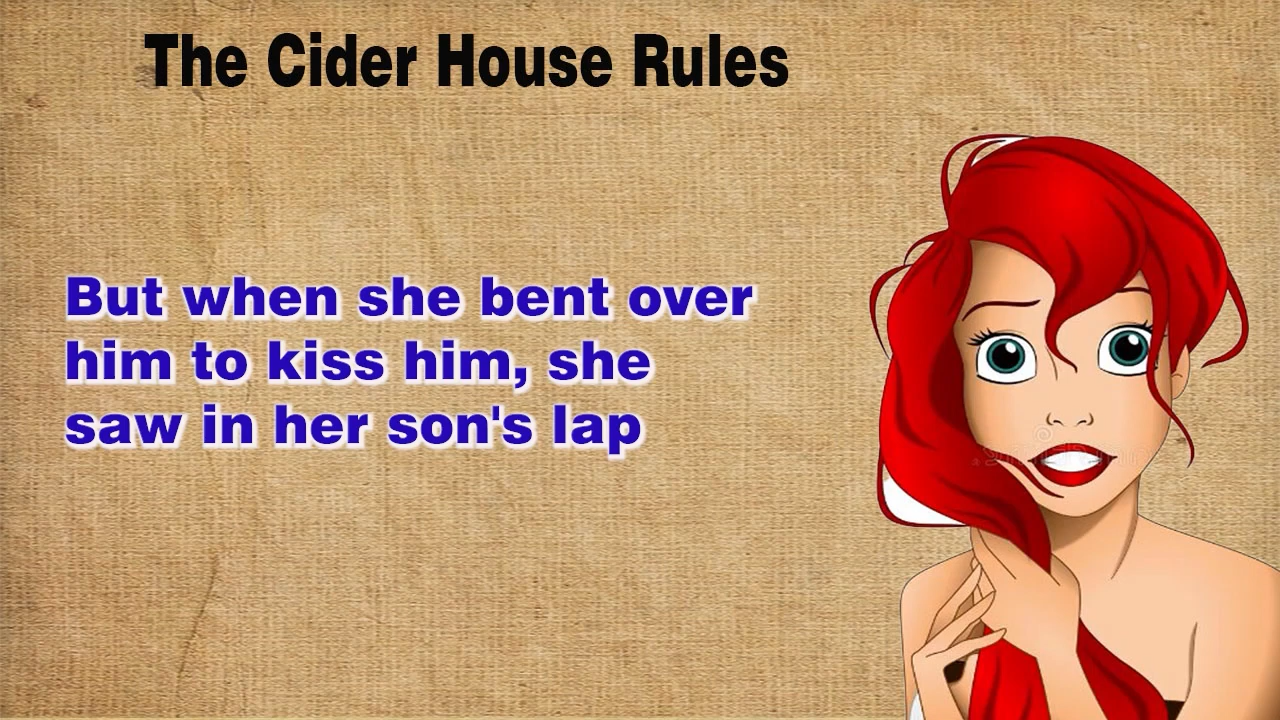 The Cider House Rules
But when she bent over
him to kiss him, she
saw in her son's lap